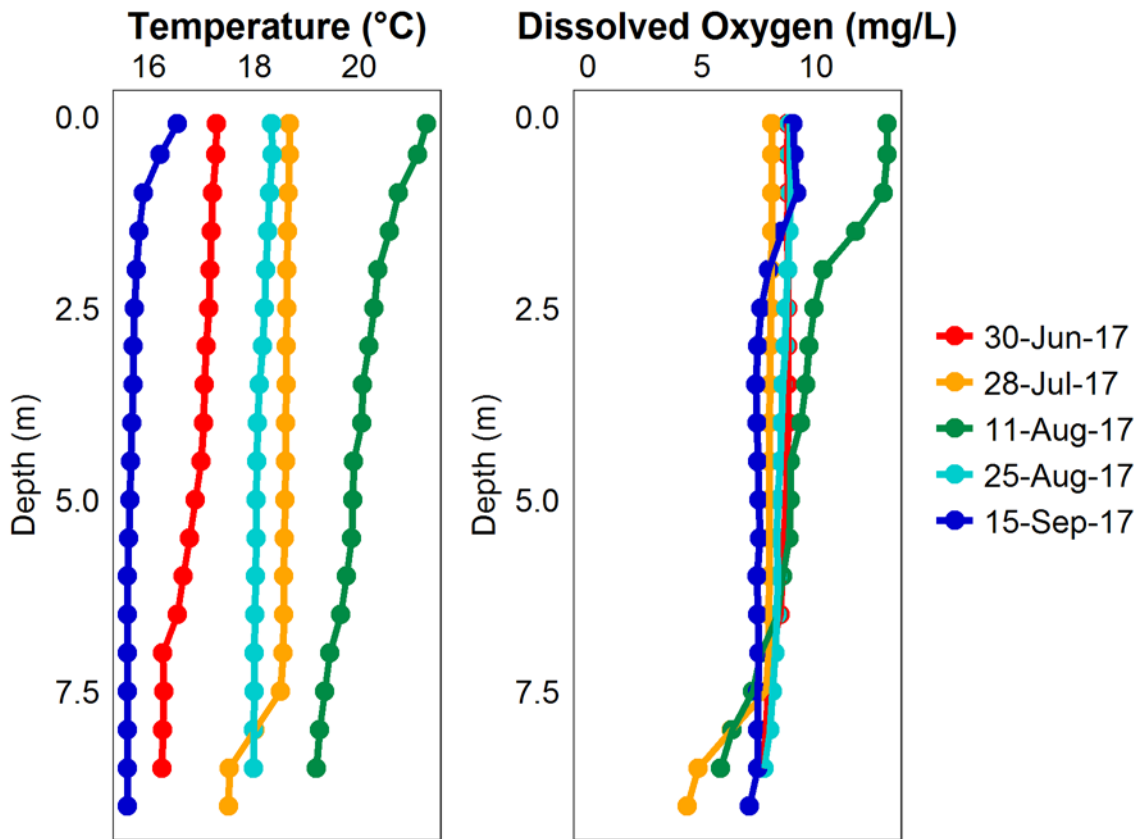 Temperature (°C) Dissolved Oxygen (mg/L)
16 18 20 0 5 10
0.0 0.0
2.5 2.5
5.0 5.0
7.5 7.5
Depth (m) Depth (m)
30-Jun-17
28-Jul-17
11-Aug-17
25-Aug-17
15-Sep-17